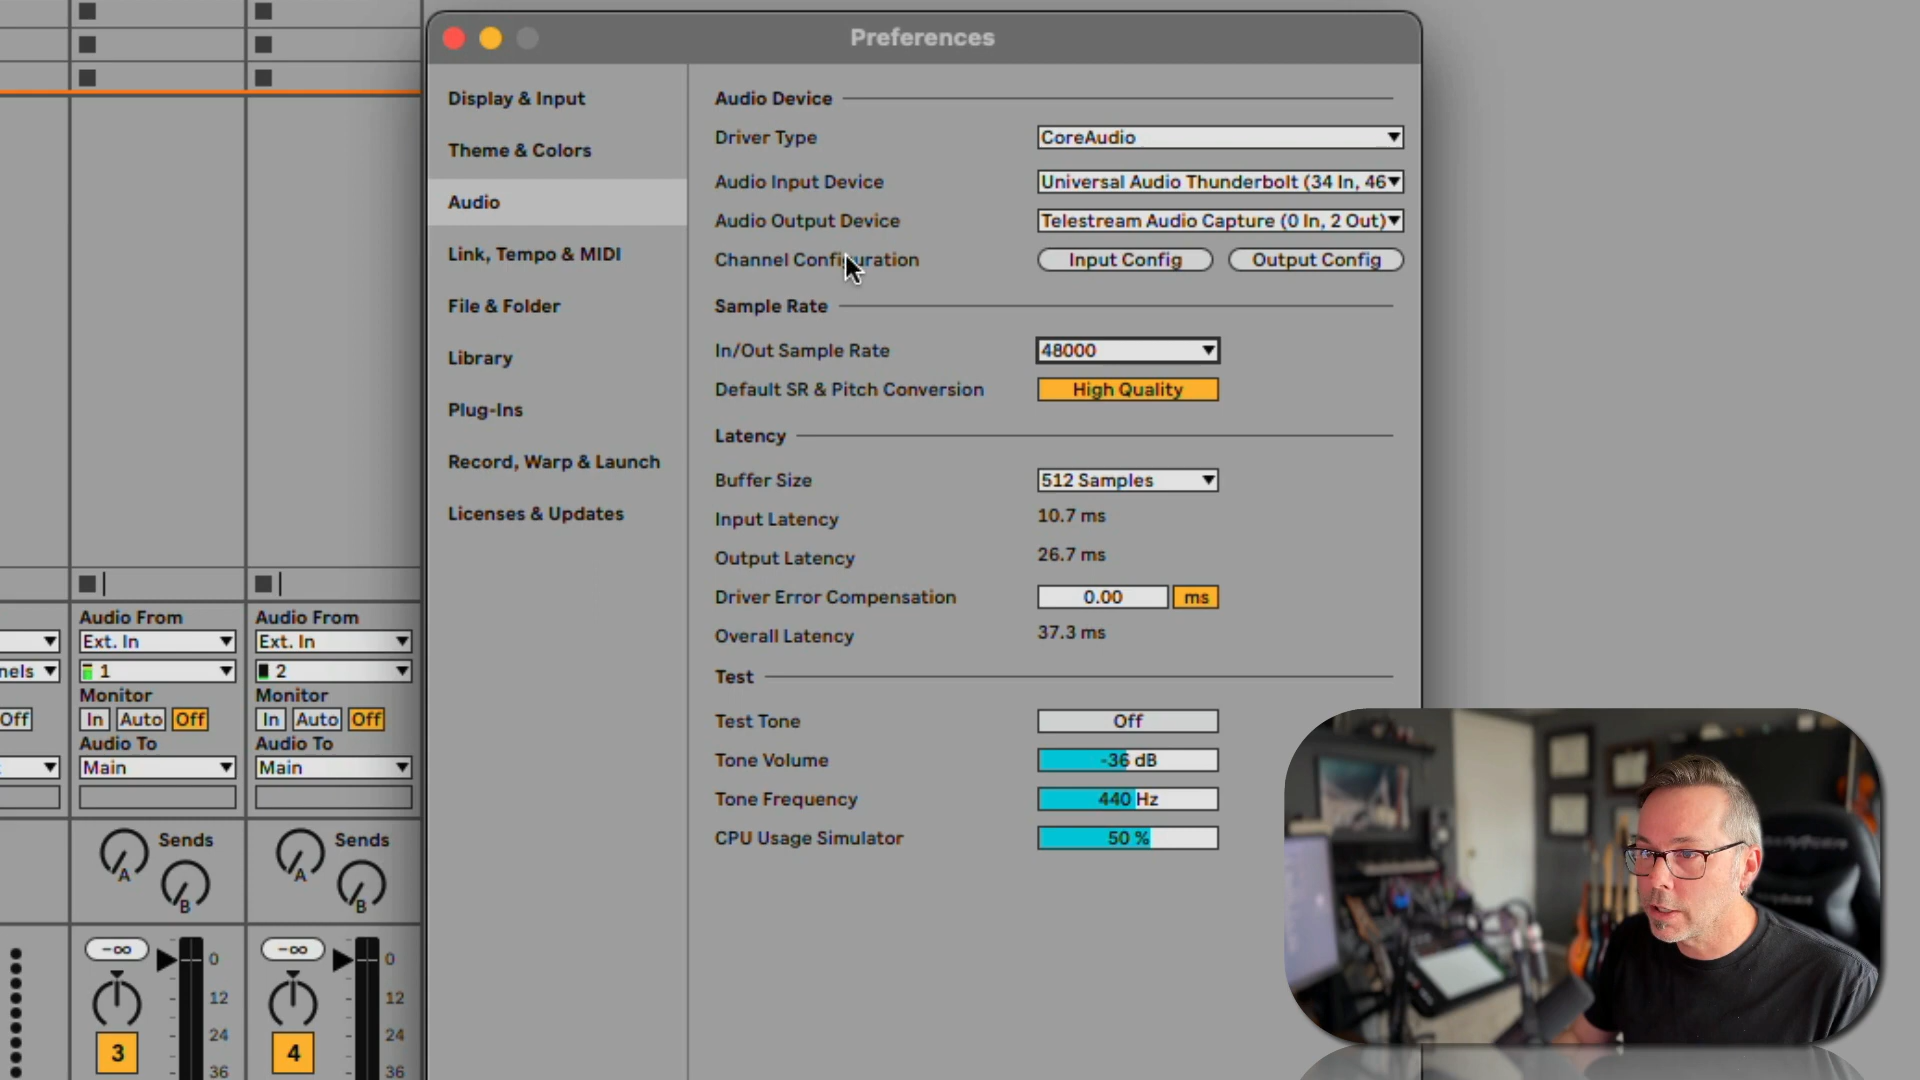 Preferences
Display & Input
Theme & Colors
Audio
Link, Tempo & MIDI
File & Folder
Library
Plug-Ins
Record, Warp & Launch
Licenses & Updates
Audio Device
Driver Type CoreAudio
Audio Input Device Universal Audio Thunderbolt (34 In, 46
Audio Output Device Telestream Audio Capture (0 In, 2 Out)
Channel Configuration Input Config Output Config
Sample Rate
In/Out Sample Rate 48000
Default SR & Pitch Conversion High Quality
Latency
Buffer Size 512 Samples
Input Latency 10.7 ms
Output Latency 26.7 ms
Driver Error Compensation 0.00 ms
Overall Latency 37.3 ms
Test
Test Tone Off
Tone Volume -36 dB
Tone Frequency 440 Hz
CPU Usage Simulator 50 %
Audio From Audio From
Ext. In Ext. In
nels 1 2
Monitor Monitor
Off In Auto Off In Auto Off
Audio To Audio To
Main Main
Sends Sends
A A
B B
-∞ -∞
0 0
12 12
24 24
3 4
36 36